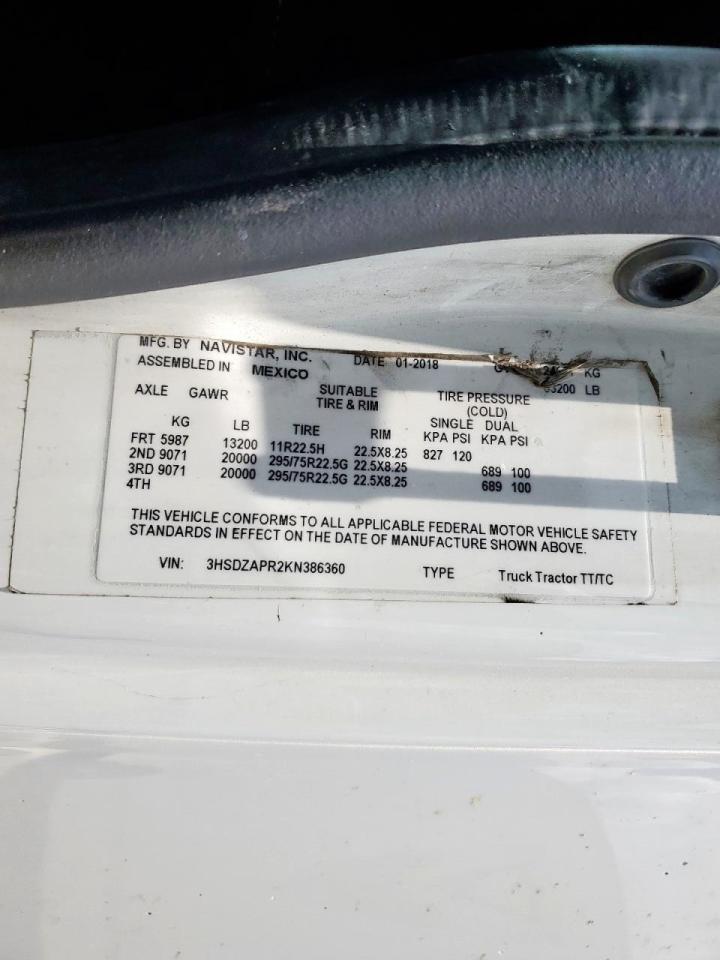 MFG. BY NAVISTAR, INC. DATE 01-2018 KG
ASSEMBLED IN MEXICO LB
AXLE GAWR SUITABLE TIRE & RIM TIRE PRESSURE (COLD)
KG LB TIRE RIM SINGLE DUAL
KPA PSI KPA PSI
FRT 5987 13200 11R22.5H 22.5X8.25 827 120
2ND 9071 20000 295/75R22.5G 22.5X8.25 689 100
3RD 9071 20000 295/75R22.5G 22.5X8.25 689 100
4TH
THIS VEHICLE CONFORMS TO ALL APPLICABLE FEDERAL MOTOR VEHICLE SAFETY
STANDARDS IN EFFECT ON THE DATE OF MANUFACTURE SHOWN ABOVE.
VIN: 3HSDZAPR2KN386360 TYPE Truck Tractor TT/TC